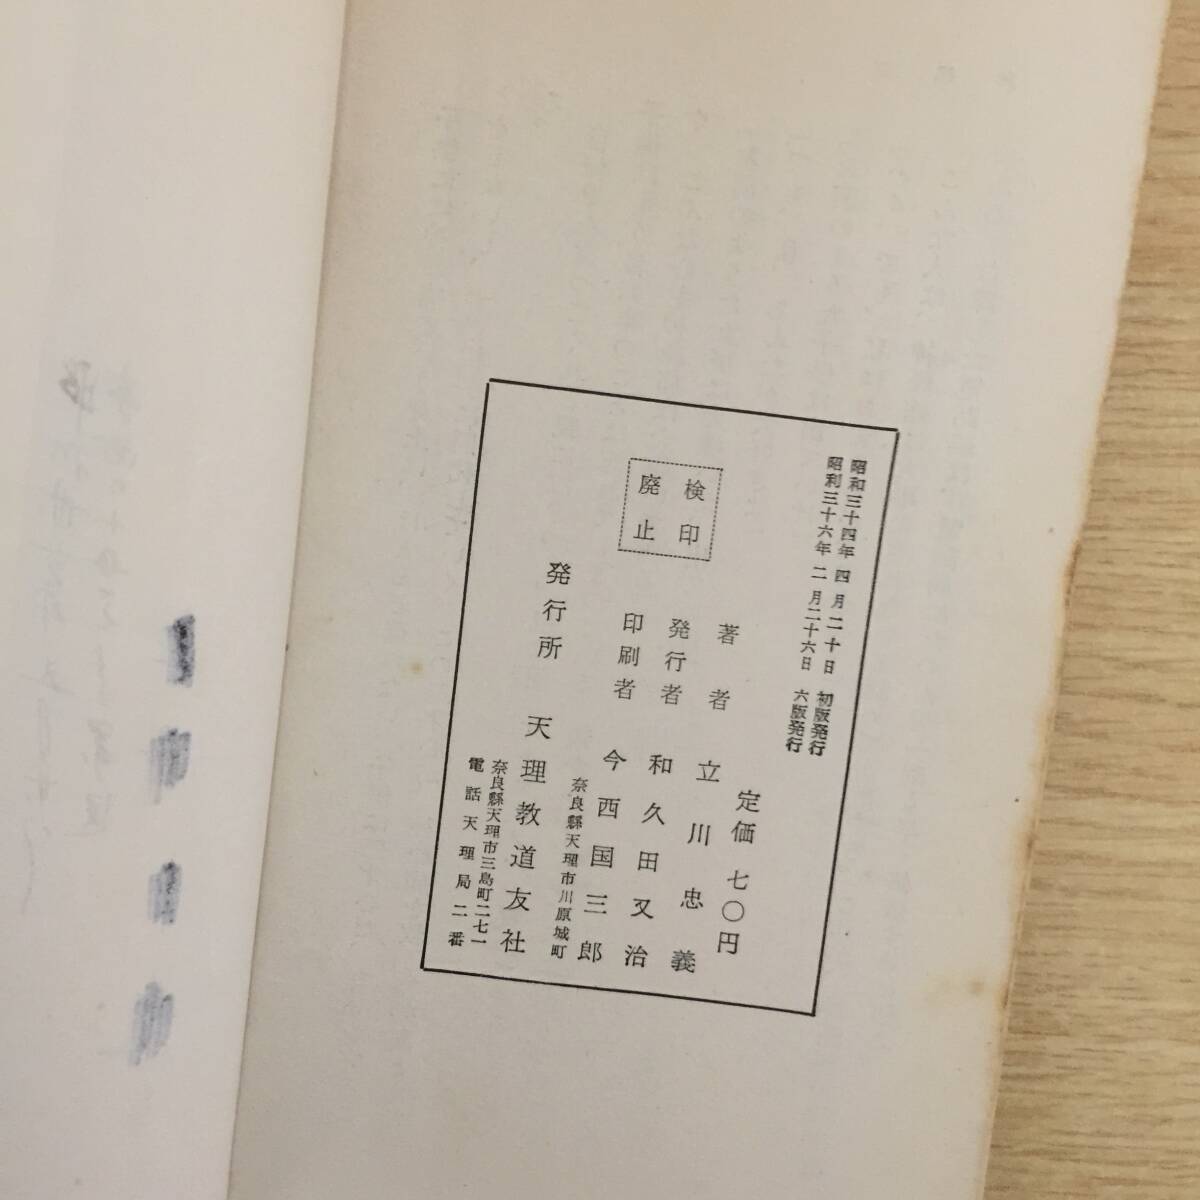 昭和三十四年 四月二十日 初版発行
昭和三十六年 二月二十六日 六版発行
定価 七〇円
著者 立川忠義
発行者 和久田又治
印刷者 今西国三郎
奈良縣天理市川原城町
発行所 天理教道友社
奈良縣天理市三島町二七一
電話天理局二番
検印
廃止